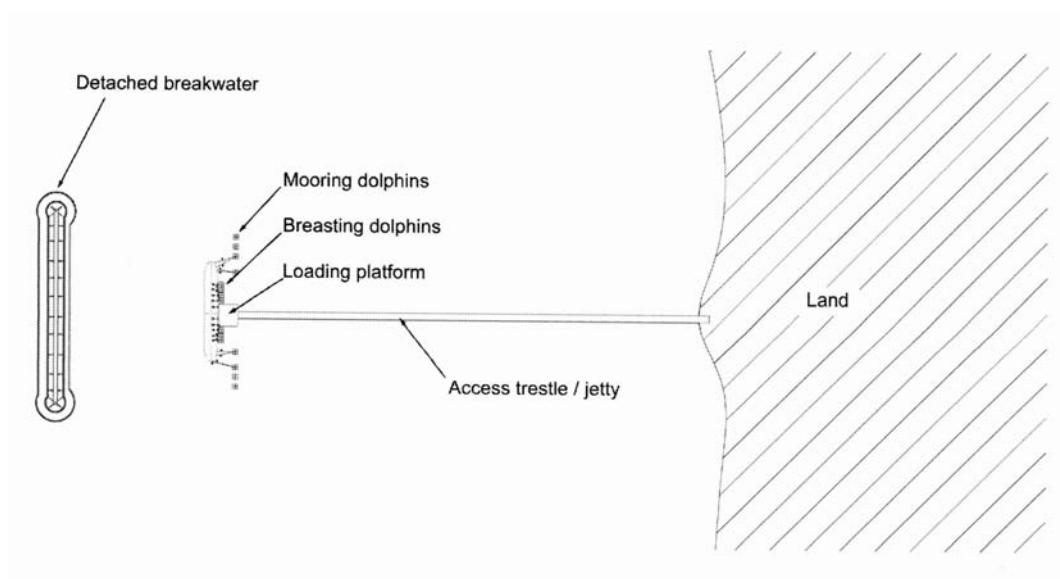 Detached breakwater
Mooring dolphins
Breasting dolphins
Loading platform
Land
Access trestle / jetty